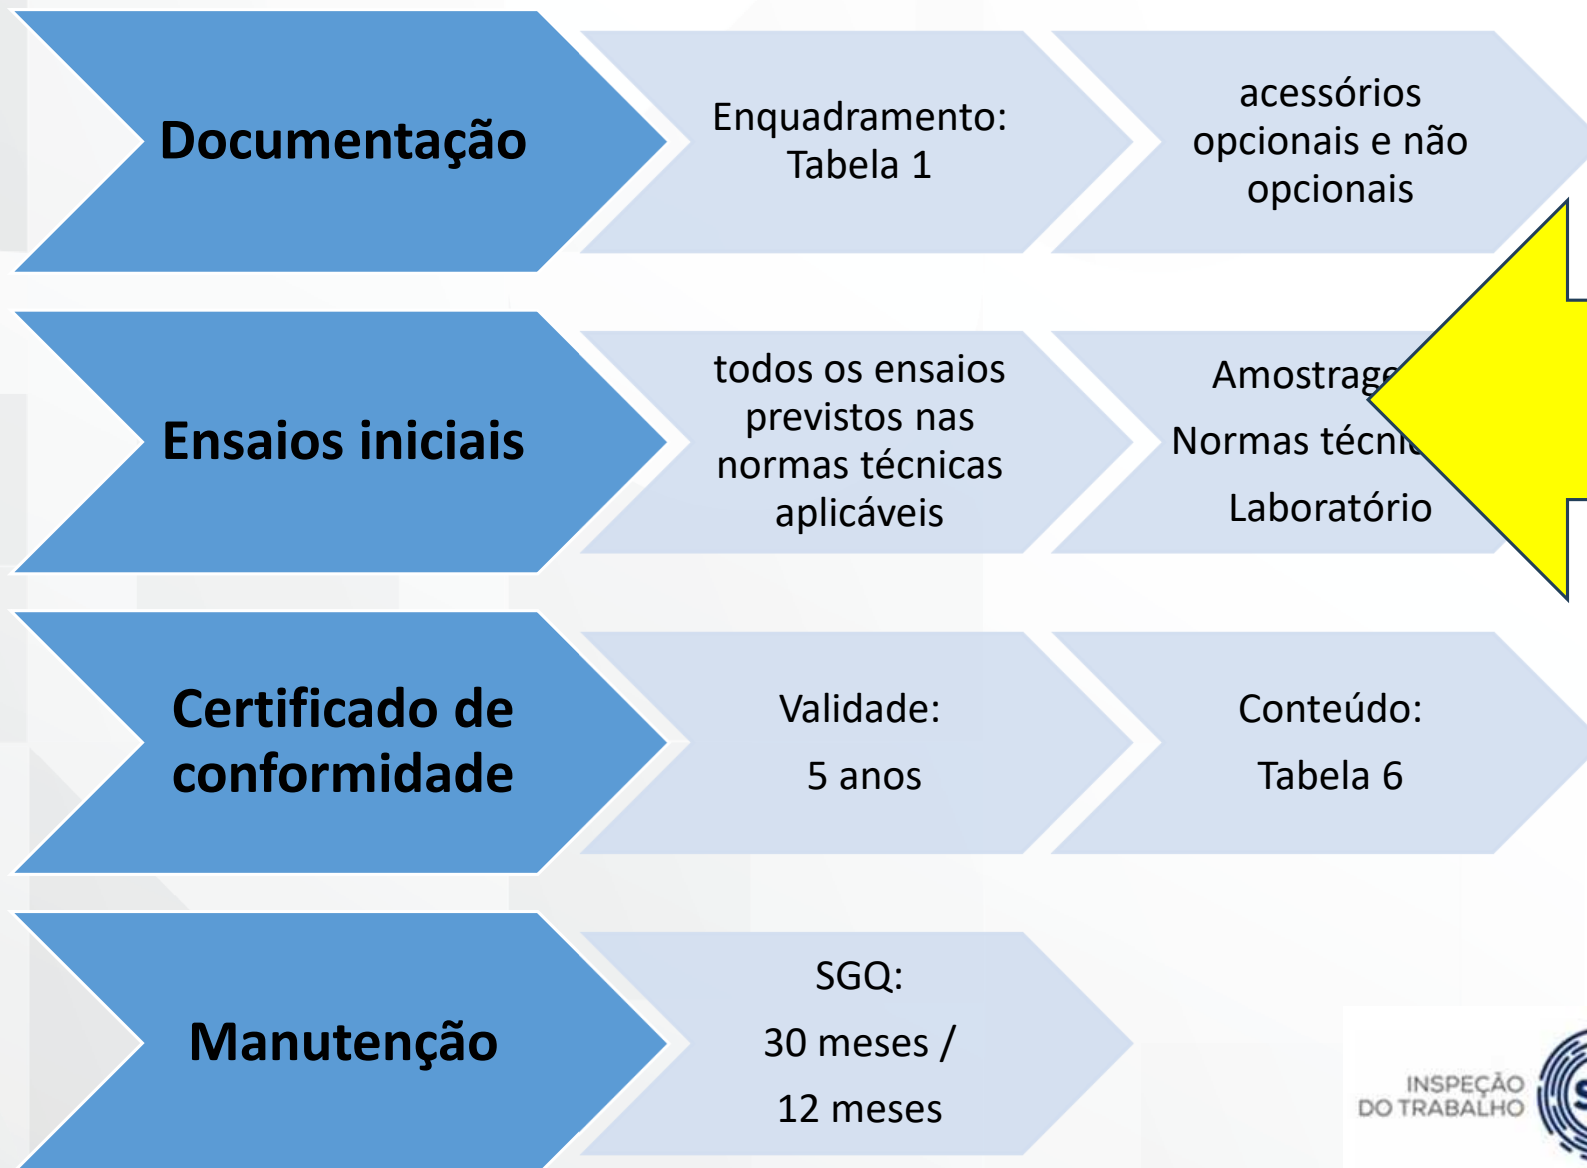 Documentação
Enquadramento:
Tabela 1
acessórios
opcionais e não
opcionais
Ensaios iniciais
todos os ensaios
previstos nas
normas técnicas
aplicáveis
Normas
Laboratório
Certificado de
conformidade
Validade:
5 anos
Conteúdo:
Tabela 6
Manutenção
SGQ:
30 meses /
12 meses
INSPEÇÃO
DO TRABALHO